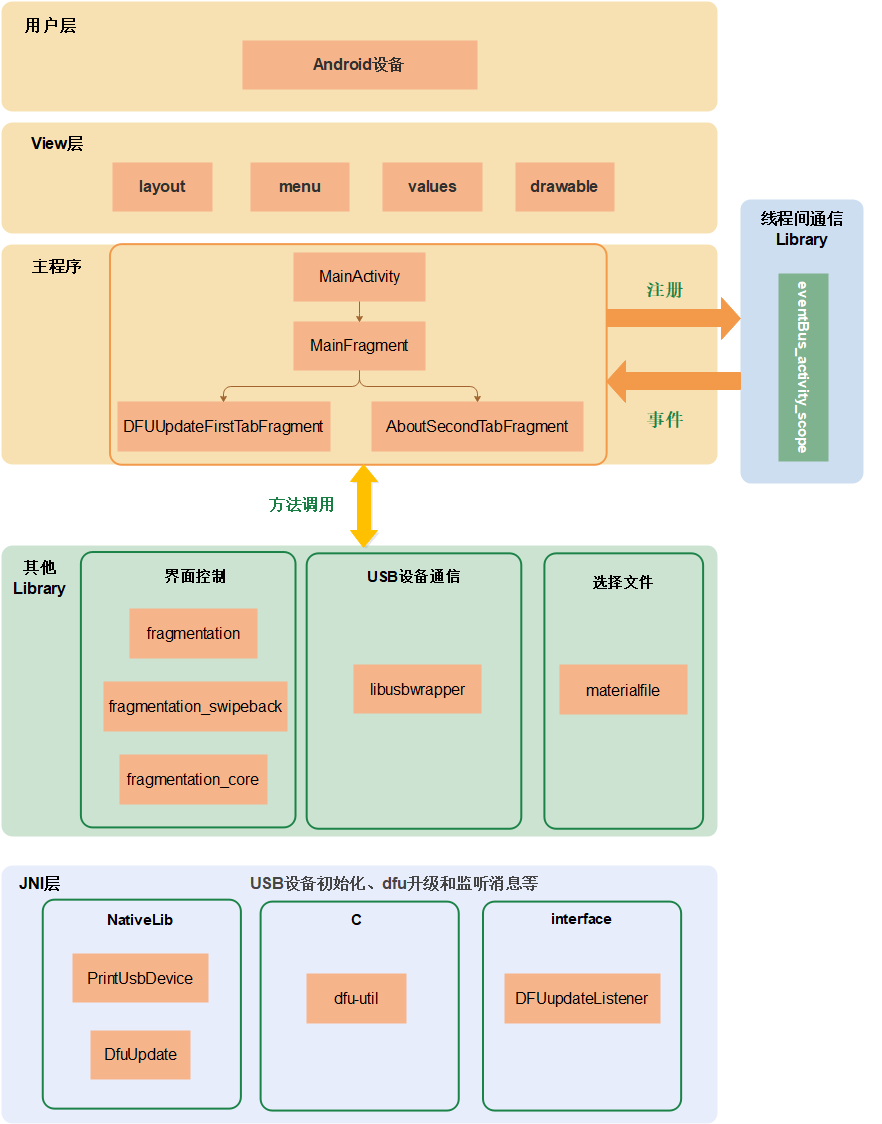 用户层
Android设备
View层
layout
menu
values
drawable
线程间通信
Library
eventBus_activity_scope
主程序
MainActivity
MainFragment
DFUUpdateFirstTabFragment
AboutSecondTabFragment
注册
事件
方法调用
其他
Library
界面控制
fragmentation
fragmentation_swipeback
fragmentation_core
USB设备通信
libusbwrapper
选择文件
materialfile
JNI层
USB设备初始化、dfu升级和监听消息等
NativeLib
PrintUsbDevice
DfuUpdate
C
dfu-util
interface
DFUupdateListener